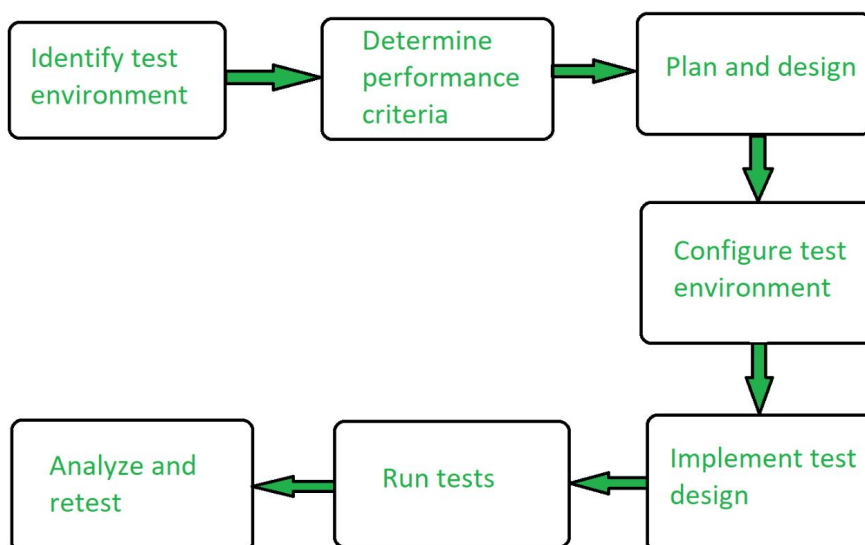 Identify test
environment
Determine
performance
criteria
Plan and design
Configure test
environment
Implement test
design
Run tests
Analyze and
retest